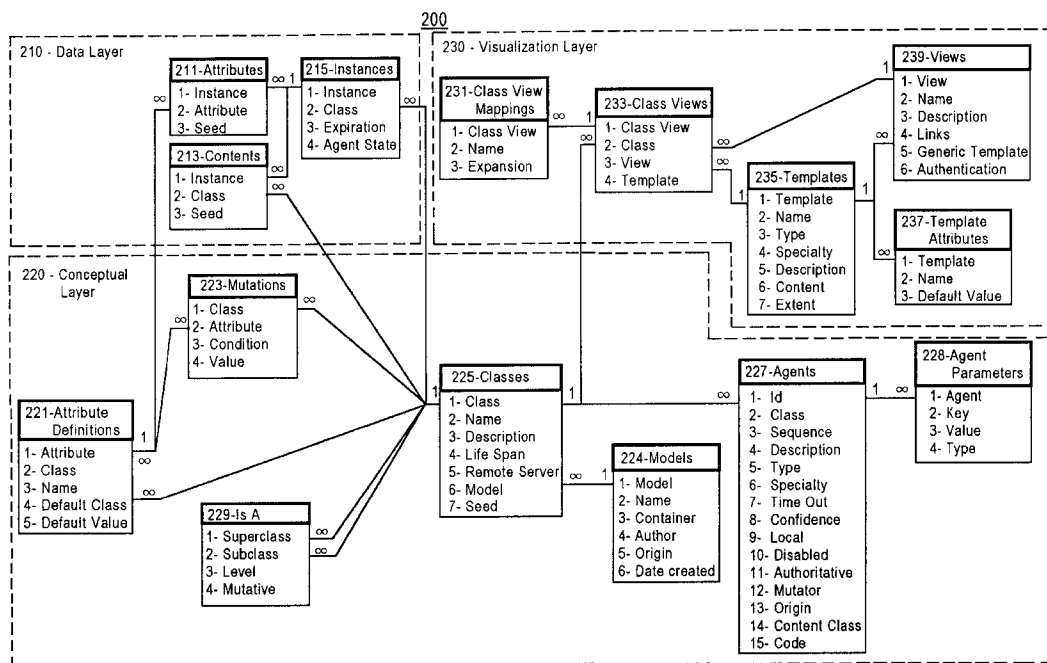 200
210 - Data Layer
211-Attributes
1- Instance
2- Attribute
3- Seed
∞
1
∞
215-Instances
1- Instance
2- Class
3- Expiration
4- Agent State
∞
213-Contents
1- Instance
2- Class
3- Seed
∞
∞
230 - Visualization Layer
231-Class View
Mappings
1- Class View
2- Name
3- Expansion
∞
1
233-Class Views
1- Class View
2- Class
3- View
4- Template
∞
∞
∞
1
1
239-Views
1- View
2- Name
3- Description
4- Links
5- Generic Template
6- Authentication
∞
235-Templates
1- Template
2- Name
3- Type
4- Specialty
5- Description
6- Content
7- Extent
1
∞
237-Template
Attributes
1- Template
2- Name
3- Default Value
220 - Conceptual
Layer
223-Mutations
1- Class
2- Attribute
3- Condition
4- Value
∞
∞
221-Attribute
Definitions
1- Attribute
2- Class
3- Name
4- Default Class
5- Default Value
1
∞
∞
229-Is A
1- Superclass
2- Subclass
3- Level
4- Mutative
∞
∞
1
225-Classes
1- Class
2- Name
3- Description
4- Life Span
5- Remote Server
6- Model
7- Seed
1
∞
∞
1
224-Models
1- Model
2- Name
3- Container
4- Author
5- Origin
6- Date created
227-Agents
1- Id
2- Class
3- Sequence
4- Description
5- Type
6- Specialty
7- Time Out
8- Confidence
9- Local
10- Disabled
11- Authoritative
12- Mutator
13- Origin
14- Content Class
15- Code
1
∞
228-Agent
Parameters
1- Agent
2- Key
3- Value
4- Type